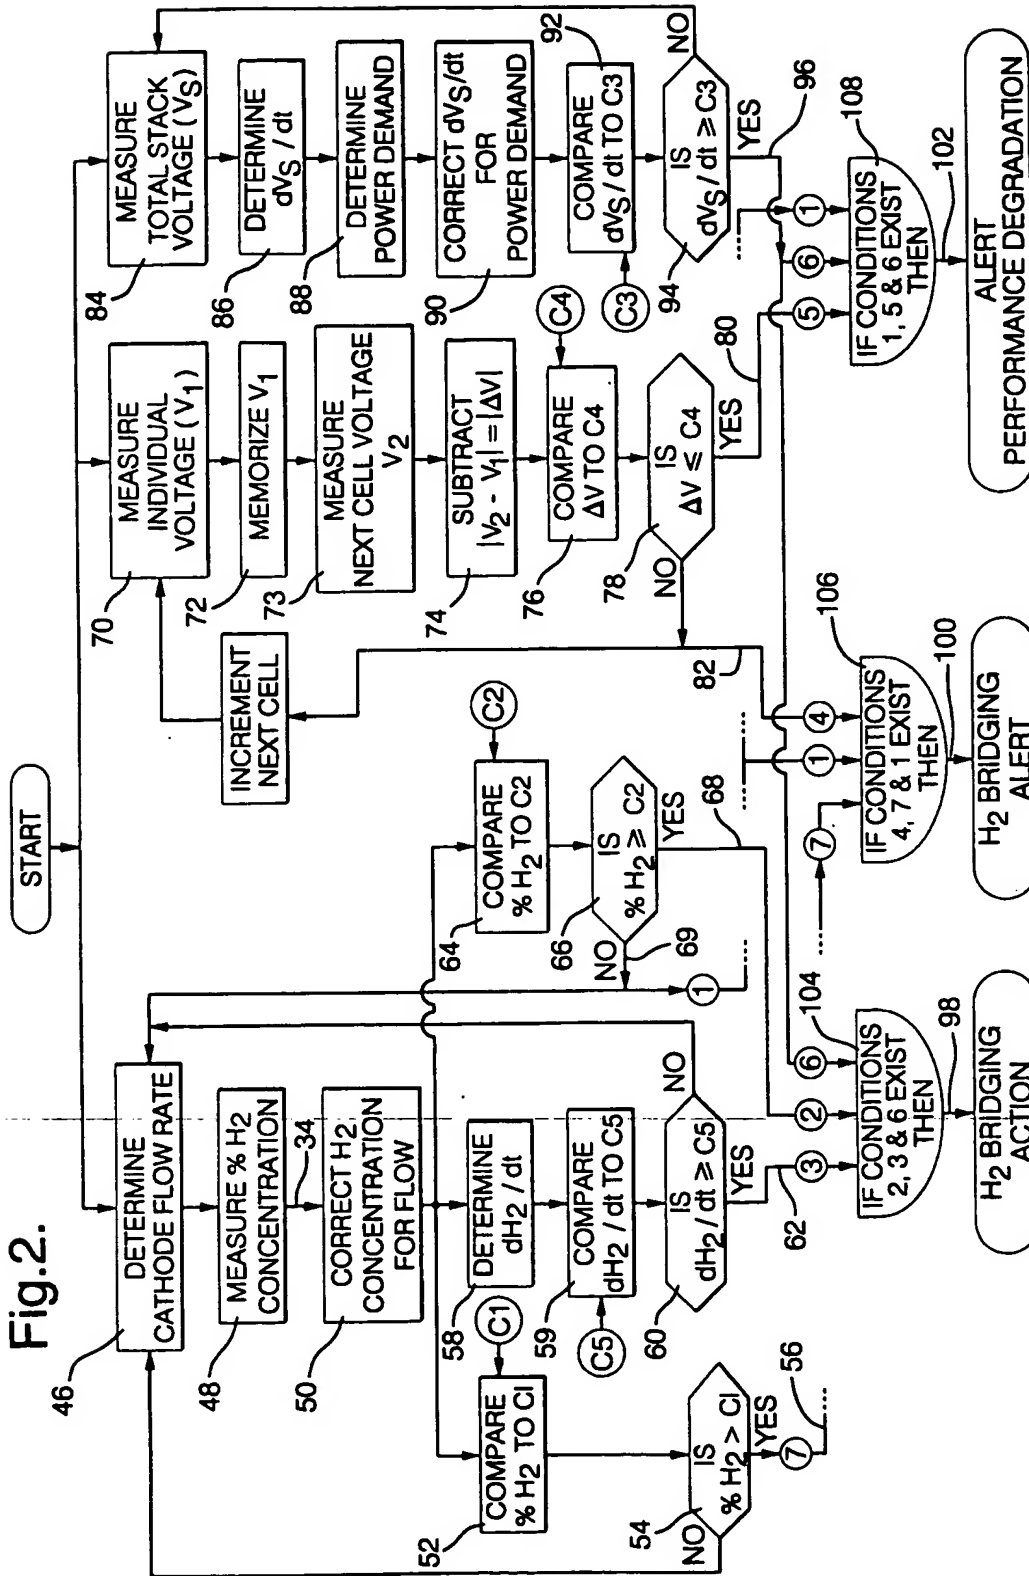 Fig.2.
START
46
DETERMINE
CATHODE FLOW RATE
48
MEASURE % H2
CONCENTRATION
34
50
CORRECT H2
CONCENTRATION
FOR FLOW
C1
52
COMPARE
% H2 TO CI
54
IS
% H2 > CI
NO
YES
7
56
58
DETERMINE
dH2 / dt
C5
59
COMPARE
dH2 / dt TO C5
60
IS
dH2 / dt ≥ C5
NO
YES
62
3
C2
64
COMPARE
% H2 TO C2
66
IS
% H2 ≥ C2
NO
YES
69
68
1
2
6
104
IF CONDITIONS
2, 3 & 6 EXIST
THEN
98
H2 BRIDGING
ACTION
INCREMENT
NEXT CELL
70
MEASURE
INDIVIDUAL
VOLTAGE (V1)
72
MEMORIZE V1
73
MEASURE
NEXT CELL VOLTAGE
V2
74
SUBTRACT
|V2 - V1| = |ΔV|
C4
76
COMPARE
ΔV TO C4
78
IS
ΔV ≤ C4
NO
YES
82
80
7
1
4
106
IF CONDITIONS
4, 7 & 1 EXIST
THEN
100
H2 BRIDGING
ALERT
84
MEASURE
TOTAL STACK
VOLTAGE (VS)
86
DETERMINE
dVS / dt
88
DETERMINE
POWER DEMAND
90
CORRECT dVS/dt
FOR
POWER DEMAND
C3
92
COMPARE
dVS/dt TO C3
94
IS
dVS/dt ≥ C3
NO
YES
96
5
6
1
108
IF CONDITIONS
1, 5 & 6 EXIST
THEN
102
ALERT
PERFORMANCE DEGRADATION